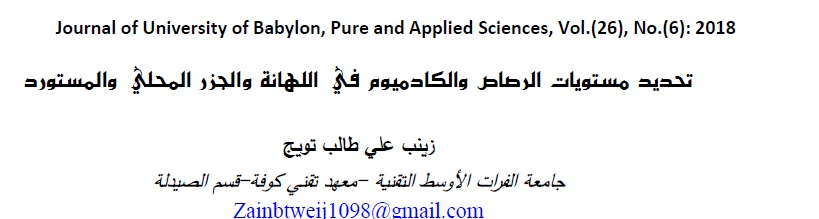 Journal of University of Babylon, Pure and Applied Sciences, Vol.(26), No.(6): 2018
تحديد مستويات الرصاص والكادميوم في اللهانة والجزر المحلي والمستورد
زينب علي طالب تويج
جامعة الفرات الأوسط التقنية -معهد تقني كوفة-قسم الصيدلة
Zainbtweij1098@gmail.com